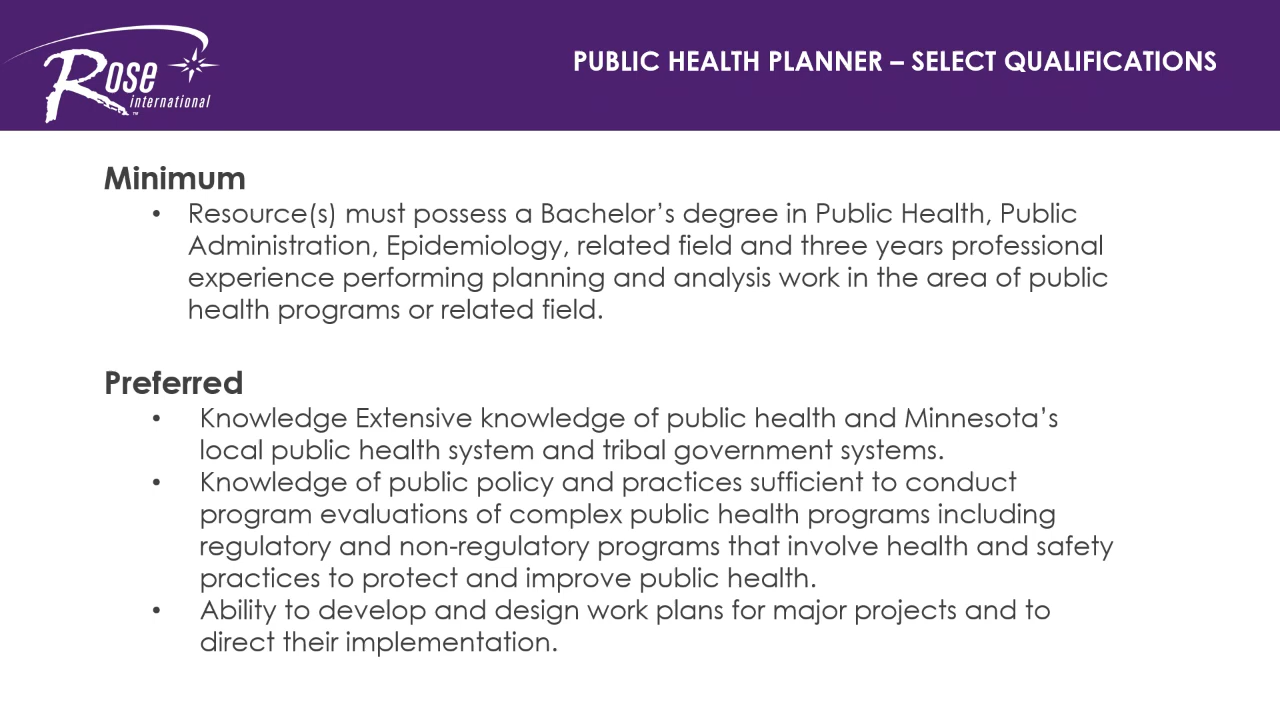 Rose
international
™
PUBLIC HEALTH PLANNER – SELECT QUALIFICATIONS
Minimum
• Resource(s) must possess a Bachelor’s degree in Public Health, Public
Administration, Epidemiology, related field and three years professional
experience performing planning and analysis work in the area of public
health programs or related field.
Preferred
• Knowledge Extensive knowledge of public health and Minnesota’s
local public health system and tribal government systems.
• Knowledge of public policy and practices sufficient to conduct
program evaluations of complex public health programs including
regulatory and non-regulatory programs that involve health and safety
practices to protect and improve public health.
• Ability to develop and design work plans for major projects and to
direct their implementation.